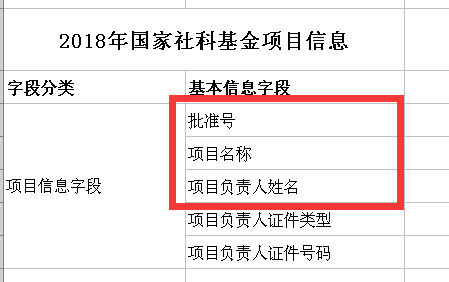 2018年国家社科基金项目信息
字段分类 基本信息字段
批准号
项目名称
项目信息字段 项目负责人姓名
项目负责人证件类型
项目负责人证件号码